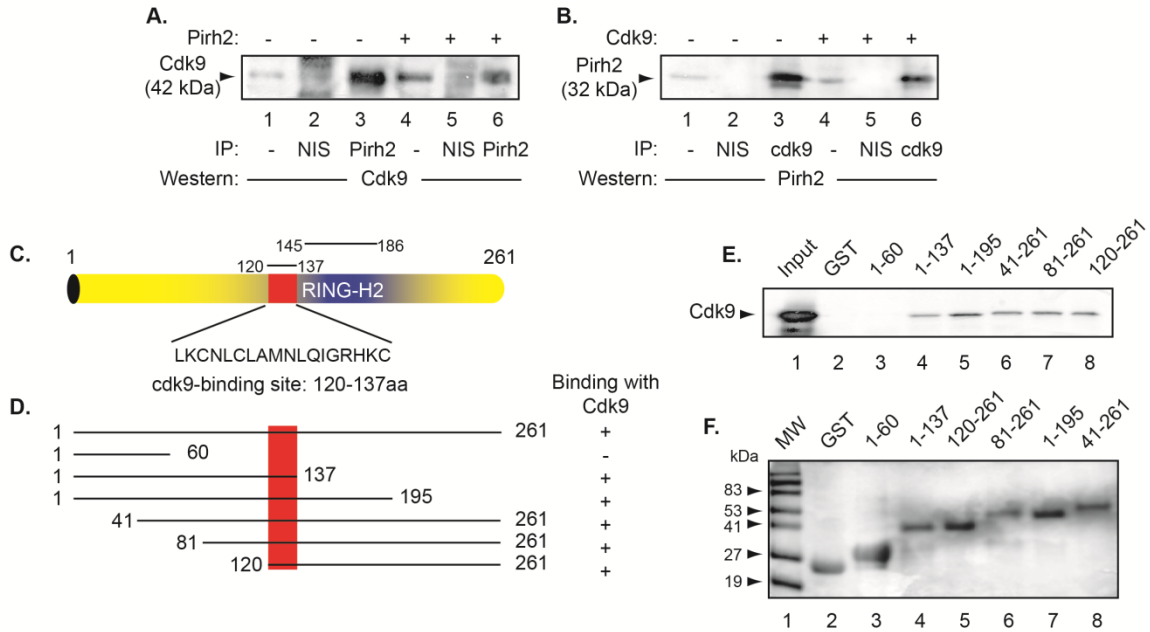 A.
Pirh2: - - - + + +
Cdk9
(42 kDa)
1 2 3 4 5 6
IP: - NIS Pirh2 - NIS Pirh2
Western: Cdk9
B.
Cdk9: - - - + + +
Pirh2
(32 kDa)
1 2 3 4 5 6
IP: - NIS cdk9 - NIS cdk9
Western: Pirh2
C.
1
145 186
120 137
261
RING-H2
LKCNLCLAMNLQIGRHKC
cdk9-binding site: 120-137aa
D.
Binding with
Cdk9
1 261 +
1 60 -
1 137 +
1 195 +
41 261 +
81 261 +
120 261 +
E.
Input GST 1-60 1-137 1-195 41-261 81-261 120-261
Cdk9
1 2 3 4 5 6 7 8
F.
MW GST 1-60 1-137 120-261 81-261 1-195 41-261
kDa
83
53
41
27
19
1 2 3 4 5 6 7 8